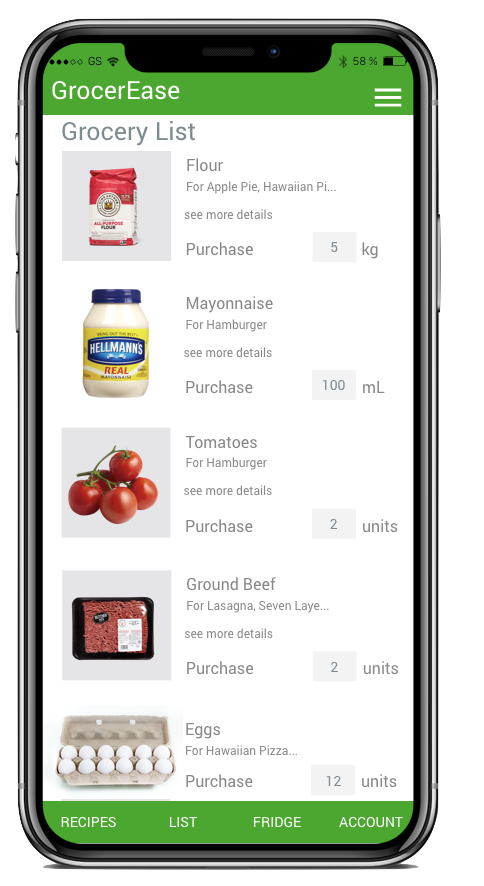 GS 58 %
GrocerEase
Grocery List
Flour
For Apple Pie, Hawaiian Pi...
see more details
Purchase 5 kg
ALL-PURPOSE
FLOUR
Mayonnaise
For Hamburger
see more details
Purchase 100 mL
BRING OUT THE BEST
HELLMANN'S
REAL
MAYONNAISE
Tomatoes
For Hamburger
see more details
Purchase 2 units
Ground Beef
For Lasagna, Seven Laye...
see more details
Purchase 2 units
Eggs
For Hawaiian Pizza...
Purchase 12 units
RECIPES LIST FRIDGE ACCOUNT